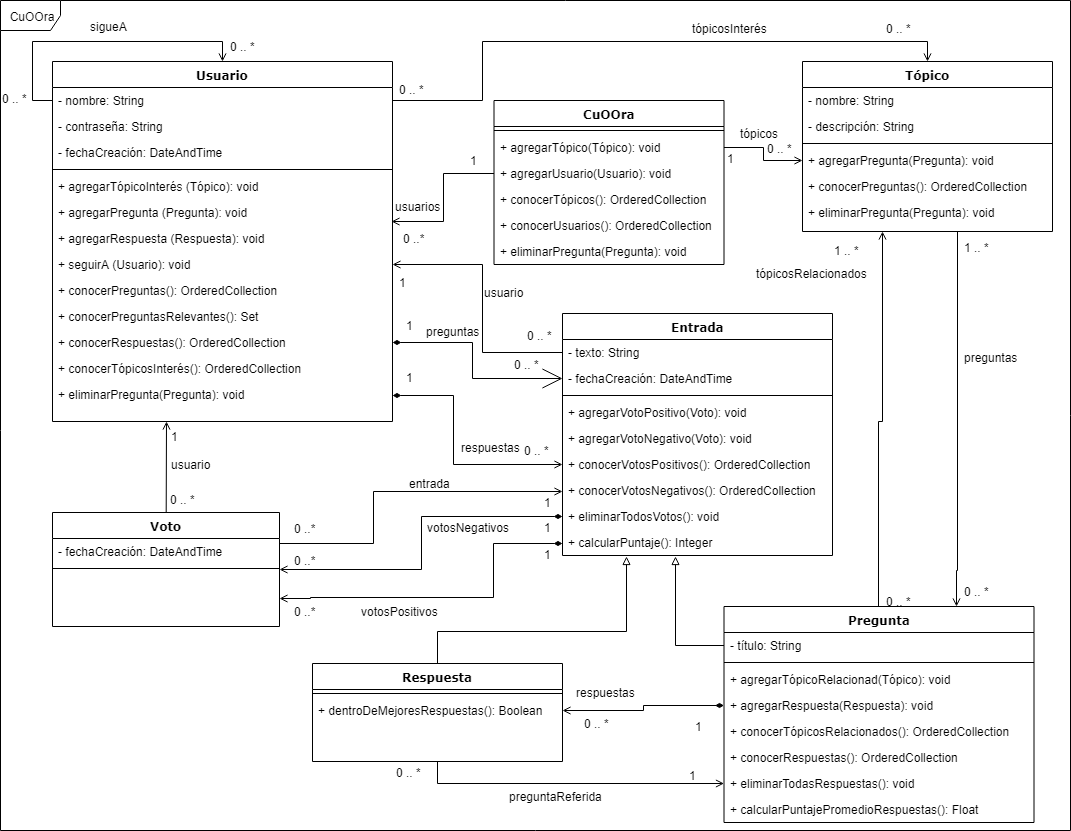 CuOOra
sigueA
0 .. *
0 .. *
Usuario
- nombre: String
- contraseña: String
- fechaCreación: DateAndTime
+ agregarTópicoInterés (Tópico): void
+ agregarPregunta (Pregunta): void
+ agregarRespuesta (Respuesta): void
+ seguirA (Usuario): void
+ conocerPreguntas(): OrderedCollection
+ conocerPreguntasRelevantes(): Set
+ conocerRespuestas(): OrderedCollection
+ conocerTópicosInterés(): OrderedCollection
+ eliminarPregunta(Pregunta): void
tópicosInterés
0 .. *
0 .. *
CuOOra
+ agregarTópico(Tópico): void
+ agregarUsuario(Usuario): void
+ conocerTópicos(): OrderedCollection
+ conocerUsuarios(): OrderedCollection
+ eliminarPregunta(Pregunta): void
tópicos
1
0 .. *
1
usuarios
0 ..*
Tópico
- nombre: String
- descripción: String
+ agregarPregunta(Pregunta): void
+ conocerPreguntas(): OrderedCollection
+ eliminarPregunta(Pregunta): void
1 .. *
tópicosRelacionados
0 .. *
1 .. *
preguntas
0 .. *
1
usuario
0 .. *
1
preguntas
0 .. *
1
respuestas
0 .. *
Entrada
- texto: String
- fechaCreación: DateAndTime
+ agregarVotoPositivo(Voto): void
+ agregarVotoNegativo(Voto): void
+ conocerVotosPositivos(): OrderedCollection
+ conocerVotosNegativos(): OrderedCollection
+ eliminarTodosVotos(): void
+ calcularPuntaje(): Integer
1
usuario
0 .. *
Voto
- fechaCreación: DateAndTime
entrada
0 .. *
1
votosNegativos
1
0 .. *
votosPositivos
1
0 ..*
Respuesta
+ dentroDeMejoresRespuestas(): Boolean
respuestas
0 .. *
1
0 .. *
preguntaReferida
1
Pregunta
- título: String
+ agregarTópicoRelacionad(Tópico): void
+ agregarRespuesta(Respuesta): void
+ conocerTópicosRelacionados(): OrderedCollection
+ conocerRespuestas(): OrderedCollection
+ eliminarTodasRespuestas(): void
+ calcularPuntajePromedioRespuestas(): Float